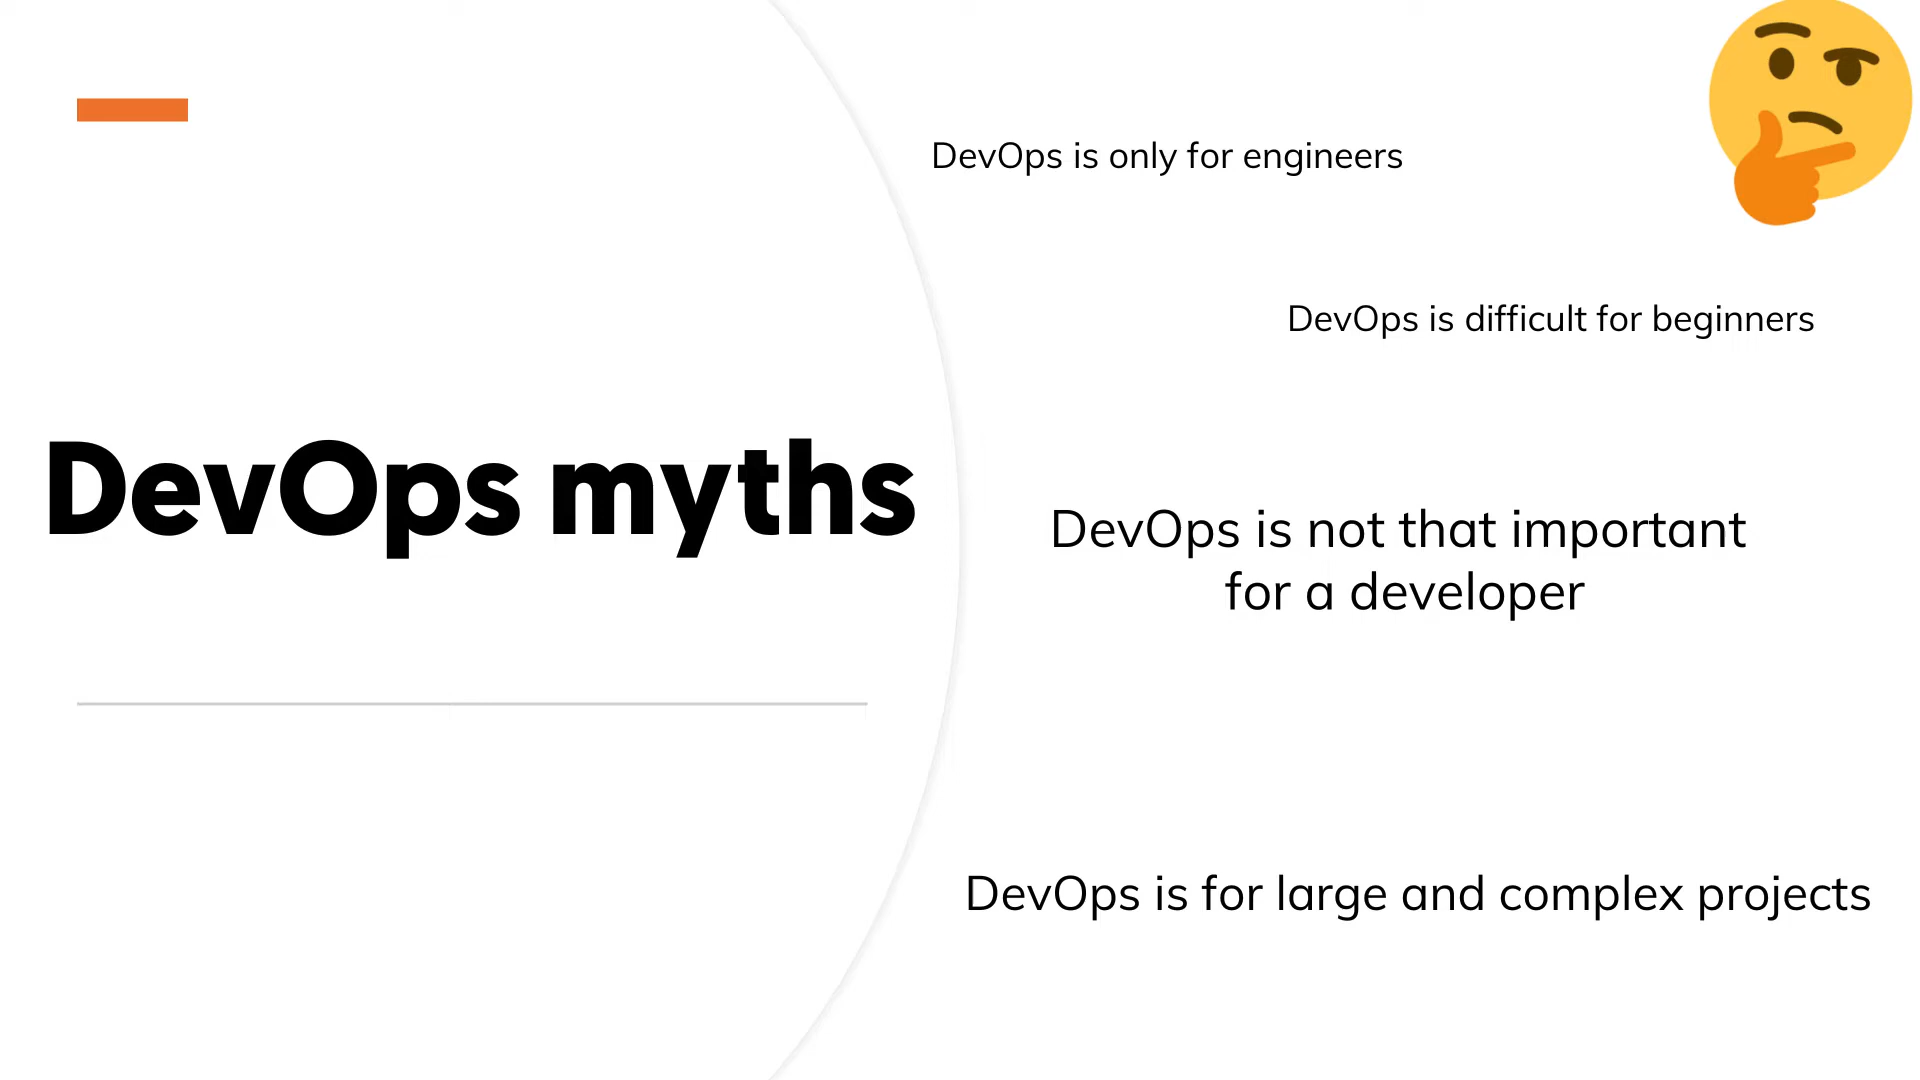 DevOps myths
DevOps is only for engineers
DevOps is difficult for beginners
DevOps is not that important
for a developer
DevOps is for large and complex projects